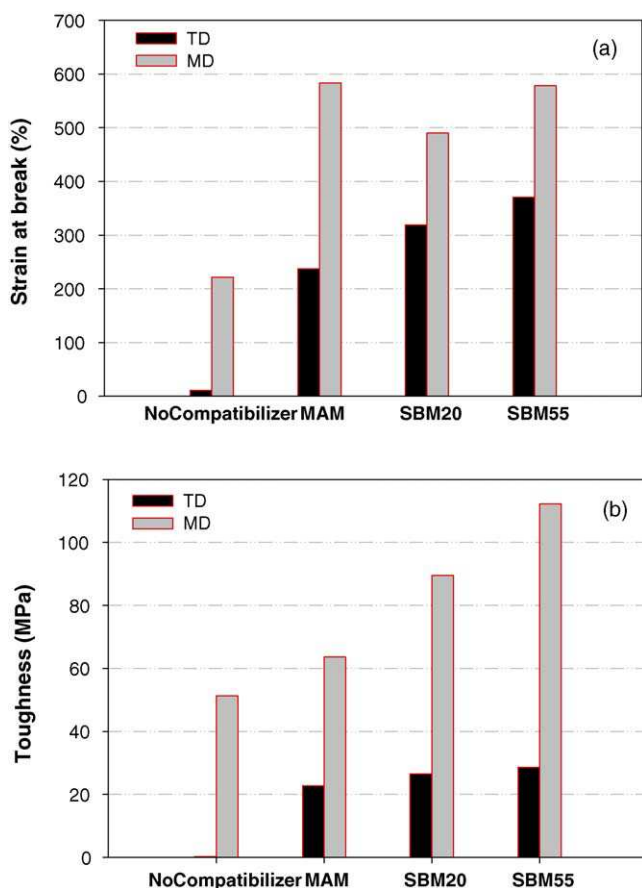 700
600
500
400
300
200
100
0
Strain at break (%)
TD
MD
(a)
NoCompatibilizer MAM SBM20 SBM55
120
100
80
60
40
20
0
Toughness (MPa)
TD
MD
(b)
NoCompatibilizer MAM SBM20 SBM55